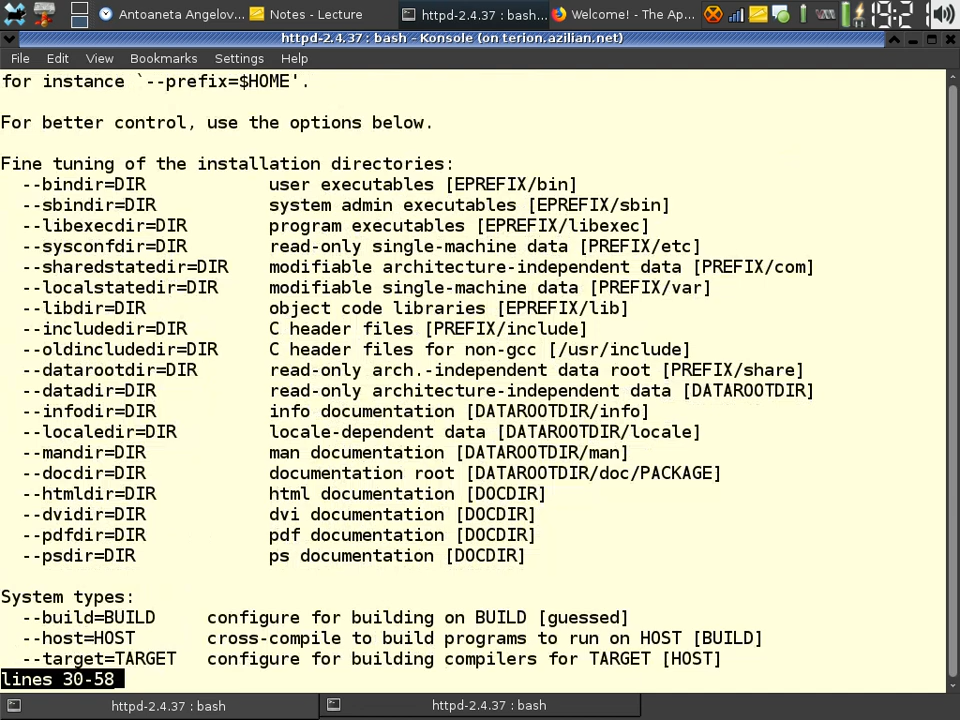 Antoaneta Angelov...
Notes - Lecture
httpd-2.4.37 : bash...
Welcome! - The Ap...
19:2
httpd-2.4.37 : bash - Konsole (on terion.azilian.net)
File Edit View Bookmarks Settings Help
for instance `--prefix=$HOME'.
For better control, use the options below.
Fine tuning of the installation directories:
--bindir=DIR user executables [EPREFIX/bin]
--sbindir=DIR system admin executables [EPREFIX/sbin]
--libexecdir=DIR program executables [EPREFIX/libexec]
--sysconfdir=DIR read-only single-machine data [PREFIX/etc]
--sharedstatedir=DIR modifiable architecture-independent data [PREFIX/com]
--localstatedir=DIR modifiable single-machine data [PREFIX/var]
--libdir=DIR object code libraries [EPREFIX/lib]
--includedir=DIR C header files [PREFIX/include]
--oldincludedir=DIR C header files for non-gcc [/usr/include]
--datarootdir=DIR read-only arch.-independent data root [PREFIX/share]
--datadir=DIR read-only architecture-independent data [DATAROOTDIR]
--infodir=DIR info documentation [DATAROOTDIR/info]
--localedir=DIR locale-dependent data [DATAROOTDIR/locale]
--mandir=DIR man documentation [DATAROOTDIR/man]
--docdir=DIR documentation root [DATAROOTDIR/doc/PACKAGE]
--htmldir=DIR html documentation [DOCDIR]
--dvidir=DIR dvi documentation [DOCDIR]
--pdfdir=DIR pdf documentation [DOCDIR]
--psdir=DIR ps documentation [DOCDIR]
System types:
--build=BUILD configure for building on BUILD [guessed]
--host=HOST cross-compile to build programs to run on HOST [BUILD]
--target=TARGET configure for building compilers for TARGET [HOST]
lines 30-58
httpd-2.4.37 : bash
httpd-2.4.37 : bash